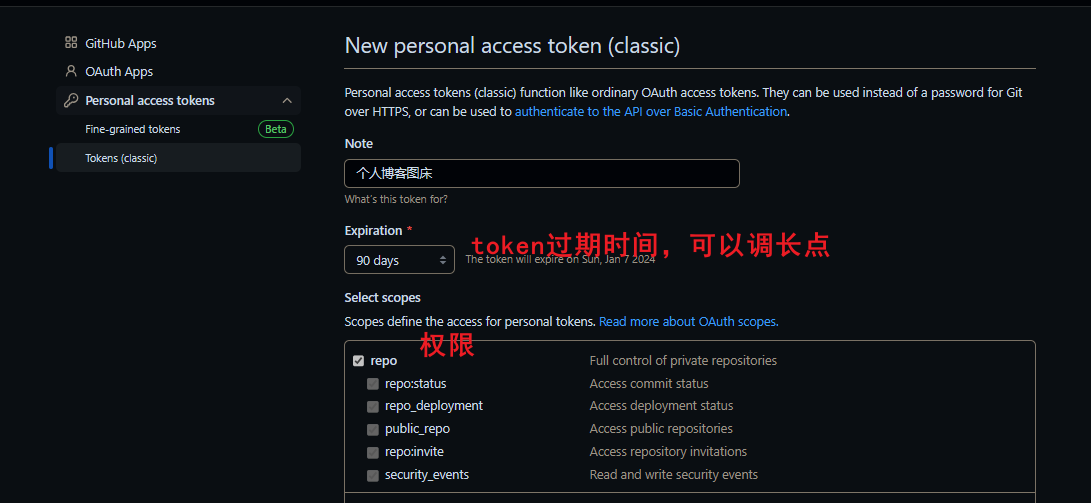 GitHub Apps
OAuth Apps
Personal access tokens
Fine-grained tokens Beta
Tokens (classic)
New personal access token (classic)
Personal access tokens (classic) function like ordinary OAuth access tokens. They can be used instead of a password for Git
over HTTPS, or can be used to authenticate to the API over Basic Authentication.
Note
个人博客图床
What's this token for?
Expiration *
token过期时间，可以调长点
90 days
The token will expire on Sun, Jan 7 2024
Select scopes
Scopes define the access for personal tokens. Read more about OAuth scopes.
权限
repo Full control of private repositories
repo:status Access commit status
repo_deployment Access deployment status
public_repo Access public repositories
repo:invite Access repository invitations
security_events Read and write security events